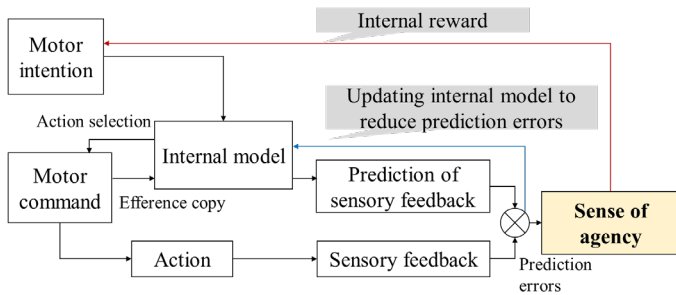 Internal reward
Motor
intention
Updating internal model to
reduce prediction errors
Action selection
Internal model
Motor
command
Efference copy
Prediction of
sensory feedback
Sense of
agency
Action
Sensory feedback
Prediction
errors